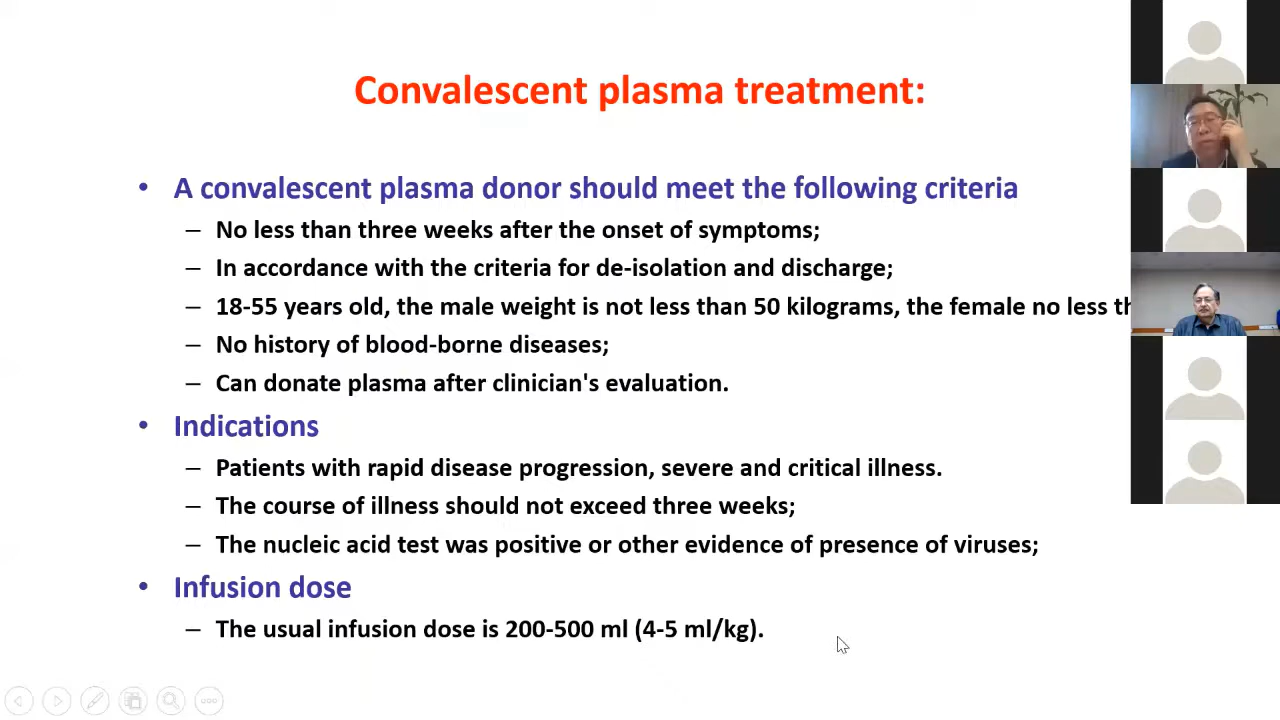 Convalescent plasma treatment:
• A convalescent plasma donor should meet the following criteria
– No less than three weeks after the onset of symptoms;
– In accordance with the criteria for de-isolation and discharge;
– 18-55 years old, the male weight is not less than 50 kilograms, the female no less
– No history of blood-borne diseases;
– Can donate plasma after clinician's evaluation.
• Indications
– Patients with rapid disease progression, severe and critical illness.
– The course of illness should not exceed three weeks;
– The nucleic acid test was positive or other evidence of presence of viruses;
• Infusion dose
– The usual infusion dose is 200-500 ml (4-5 ml/kg).